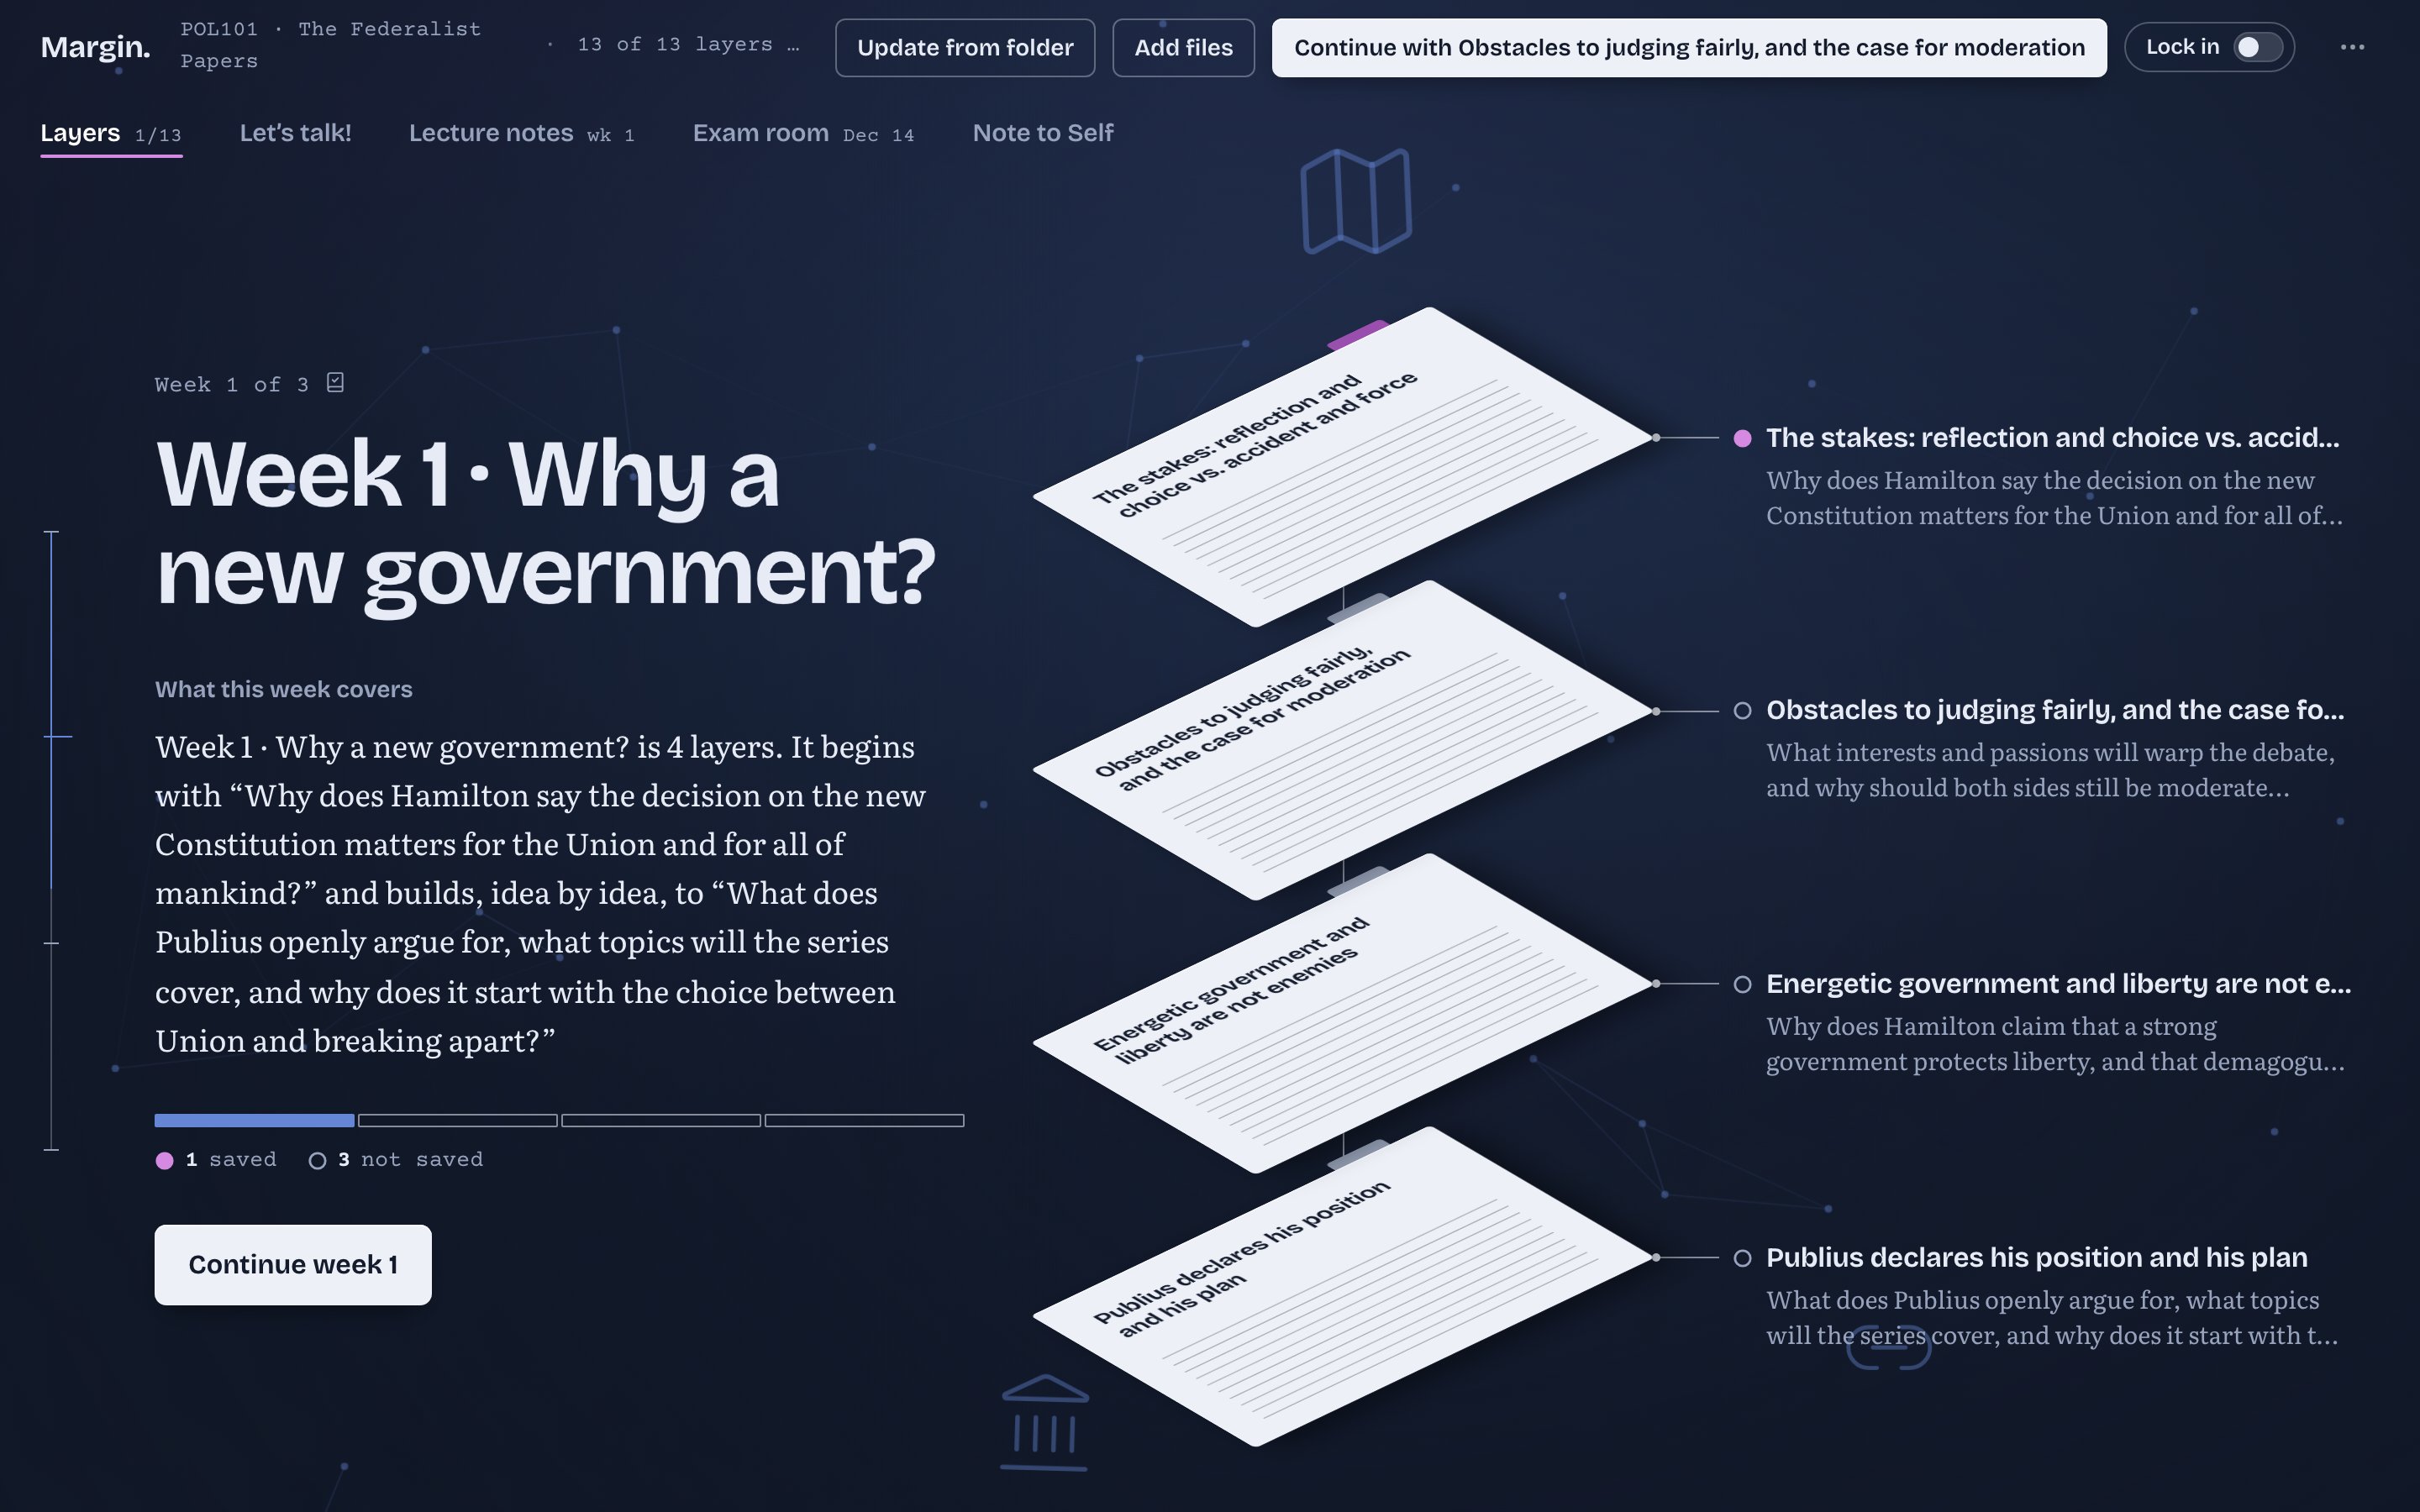 Margin.
POL101 · The Federalist
Papers
· 13 of 13 layers …
Update from folder
Add files
Continue with Obstacles to judging fairly, and the case for moderation
Lock in
Layers 1/13
Let’s talk!
Lecture notes wk 1
Exam room Dec 14
Note to Self
Week 1 of 3
Week 1 · Why a
new government?
What this week covers
Week 1 · Why a new government? is 4 layers. It begins
with “Why does Hamilton say the decision on the new
Constitution matters for the Union and for all of
mankind?” and builds, idea by idea, to “What does
Publius openly argue for, what topics will the series
cover, and why does it start with the choice between
Union and breaking apart?”
1 saved
3 not saved
Continue week 1
The stakes: reflection and
choice vs. accident and force
Obstacles to judging fairly,
and the case for moderation
Energetic government and
liberty are not enemies
Publius declares his position
and his plan
The stakes: reflection and choice vs. accid…
Why does Hamilton say the decision on the new
Constitution matters for the Union and for all of…
Obstacles to judging fairly, and the case fo…
What interests and passions will warp the debate,
and why should both sides still be moderate…
Energetic government and liberty are not e…
Why does Hamilton claim that a strong
government protects liberty, and that demagogu…
Publius declares his position and his plan
What does Publius openly argue for, what topics
will the series cover, and why does it start with t…